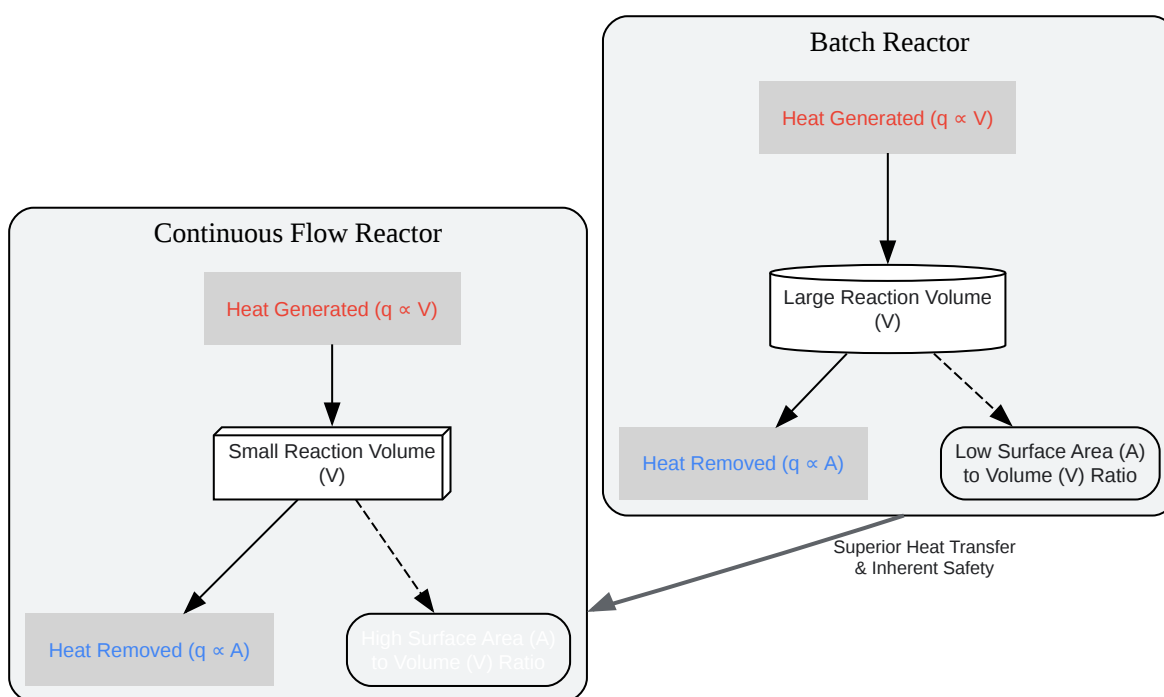 Batch Reactor
Heat Generated (q ∝ V)
Large Reaction Volume
(V)
Heat Removed (q ∝ A)
Low Surface Area (A)
to Volume (V) Ratio
Superior Heat Transfer
& Inherent Safety
Continuous Flow Reactor
Heat Generated (q ∝ V)
Small Reaction Volume
(V)
Heat Removed (q ∝ A)
High Surface Area (A)
to Volume (V) Ratio